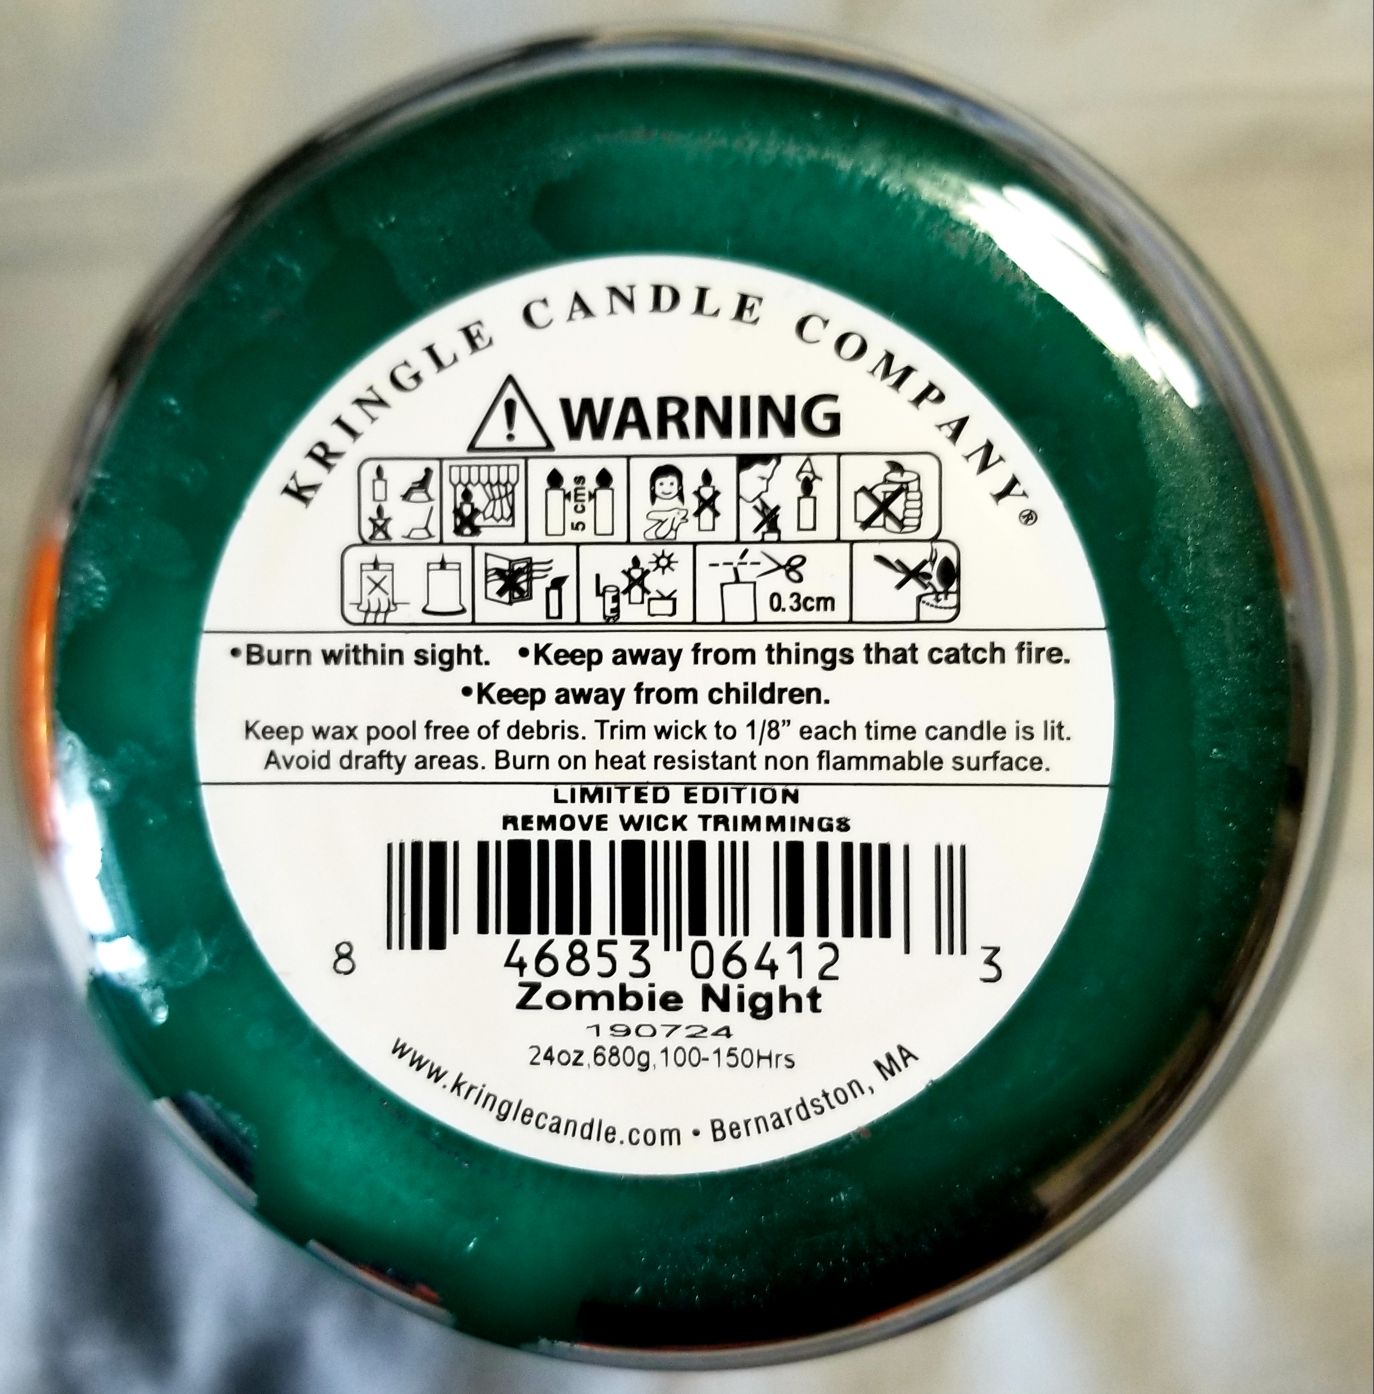 KRINGLE CANDLE COMPANY®
! WARNING
5 cms
0.3cm
•Burn within sight. •Keep away from things that catch fire.
•Keep away from children.
Keep wax pool free of debris. Trim wick to 1/8” each time candle is lit.
Avoid drafty areas. Burn on heat resistant non flammable surface.
LIMITED EDITION
REMOVE WICK TRIMMINGS
8 46853 06412 3
Zombie Night
190724
24oz,680g,100-150Hrs
www.kringlecandle.com • Bernardston, MA